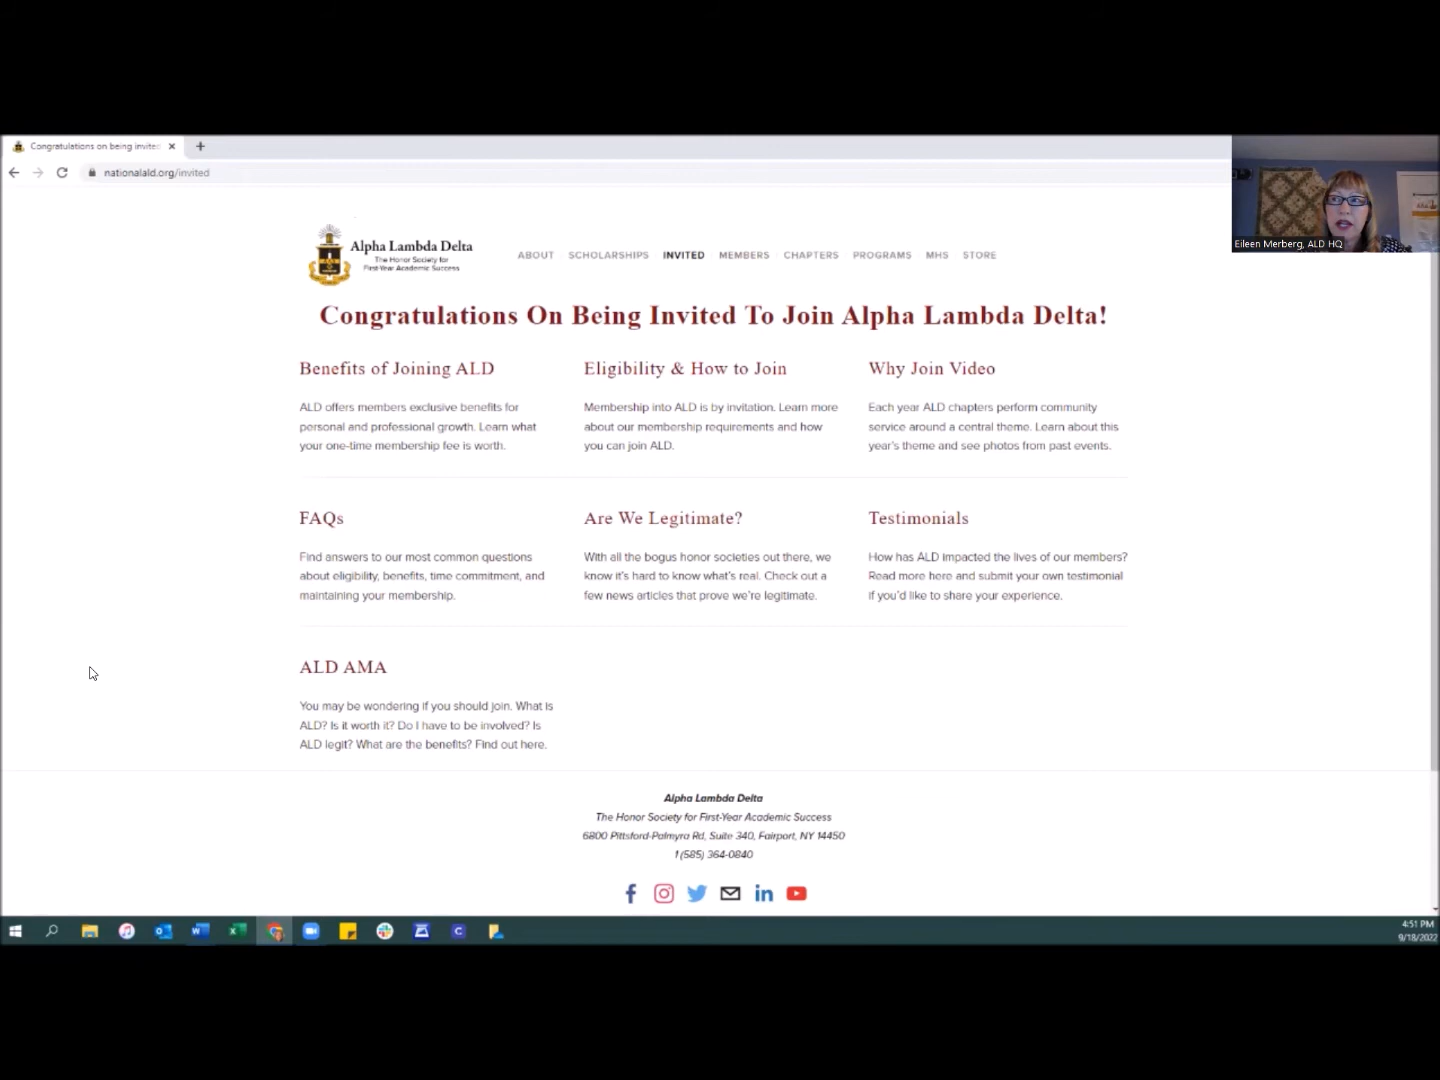 Congratulations on being invite
nationalald.org/invited
Eileen Merberg, ALD HQ
Alpha Lambda Delta
The Honor Society for
First-Year Academic Success
ABOUT SCHOLARSHIPS INVITED MEMBERS CHAPTERS PROGRAMS MHS STORE
Congratulations On Being Invited To Join Alpha Lambda Delta!
Benefits of Joining ALD
ALD offers members exclusive benefits for
personal and professional growth. Learn what
your one-time membership fee is worth.
Eligibility & How to Join
Membership into ALD is by invitation. Learn more
about our membership requirements and how
you can join ALD.
Why Join Video
Each year ALD chapters perform community
service around a central theme. Learn about this
year's theme and see photos from past events.
FAQs
Find answers to our most common questions
about eligibility, benefits, time commitment, and
maintaining your membership.
Are We Legitimate?
With all the bogus honor societies out there, we
know it's hard to know what's real. Check out a
few news articles that prove we're legitimate.
Testimonials
How has ALD impacted the lives of our members?
Read more here and submit your own testimonial
if you'd like to share your experience.
ALD AMA
You may be wondering if you should join. What is
ALD? Is it worth it? Do I have to be involved? Is
ALD legit? What are the benefits? Find out here.
Alpha Lambda Delta
The Honor Society for First-Year Academic Success
6800 Pittsford-Palmyra Rd, Suite 340, Fairport, NY 14450
1 (585) 364-0840
4:51 PM
9/18/2022